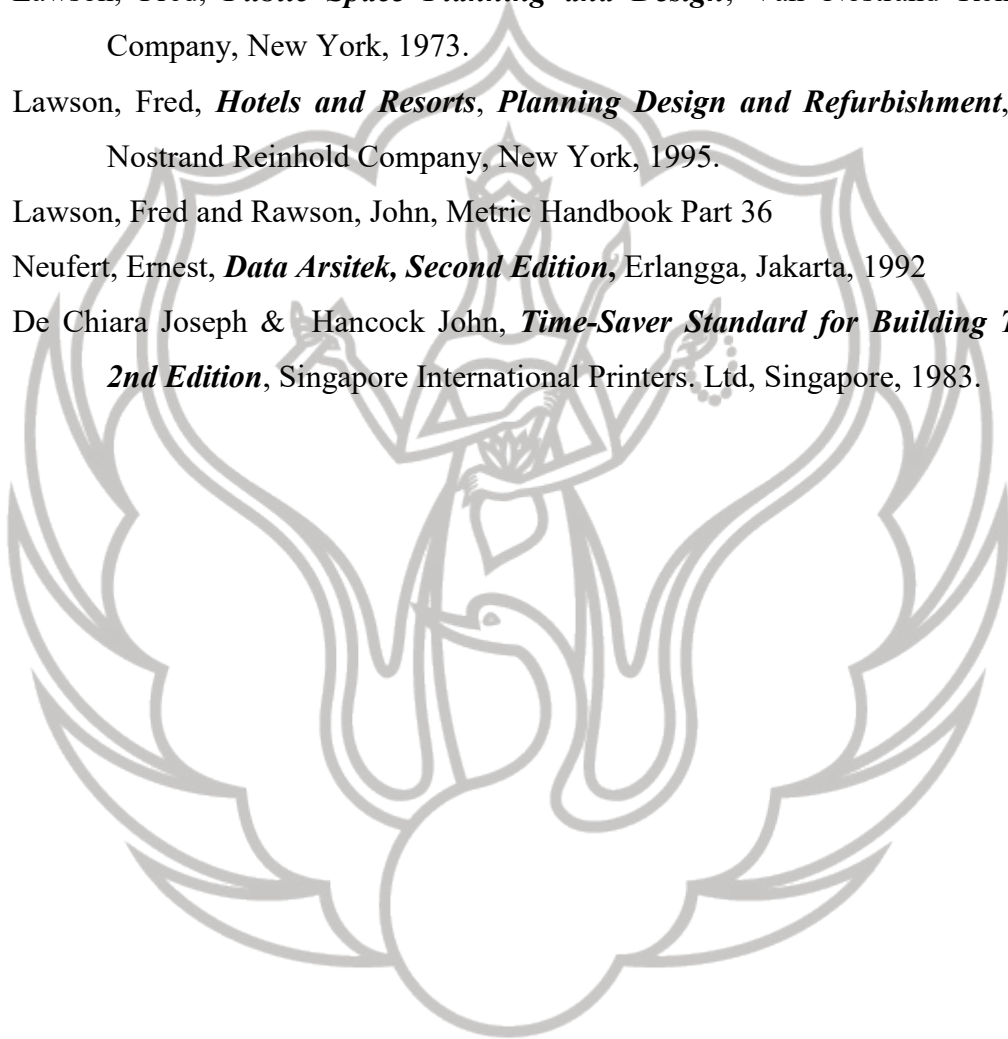 Company, New York, 1973.
Lawson, Fred, Hotels and Resorts, Planning Design and Refurbishment,
Nostrand Reinhold Company, New York, 1995.
Lawson, Fred and Rawson, John, Metric Handbook Part 36
Neufert, Ernest, Data Arsitek, Second Edition, Erlangga, Jakarta, 1992
De Chiara Joseph & Hancock John, Time-Saver Standard for Building
2nd Edition, Singapore International Printers. Ltd, Singapore, 1983.